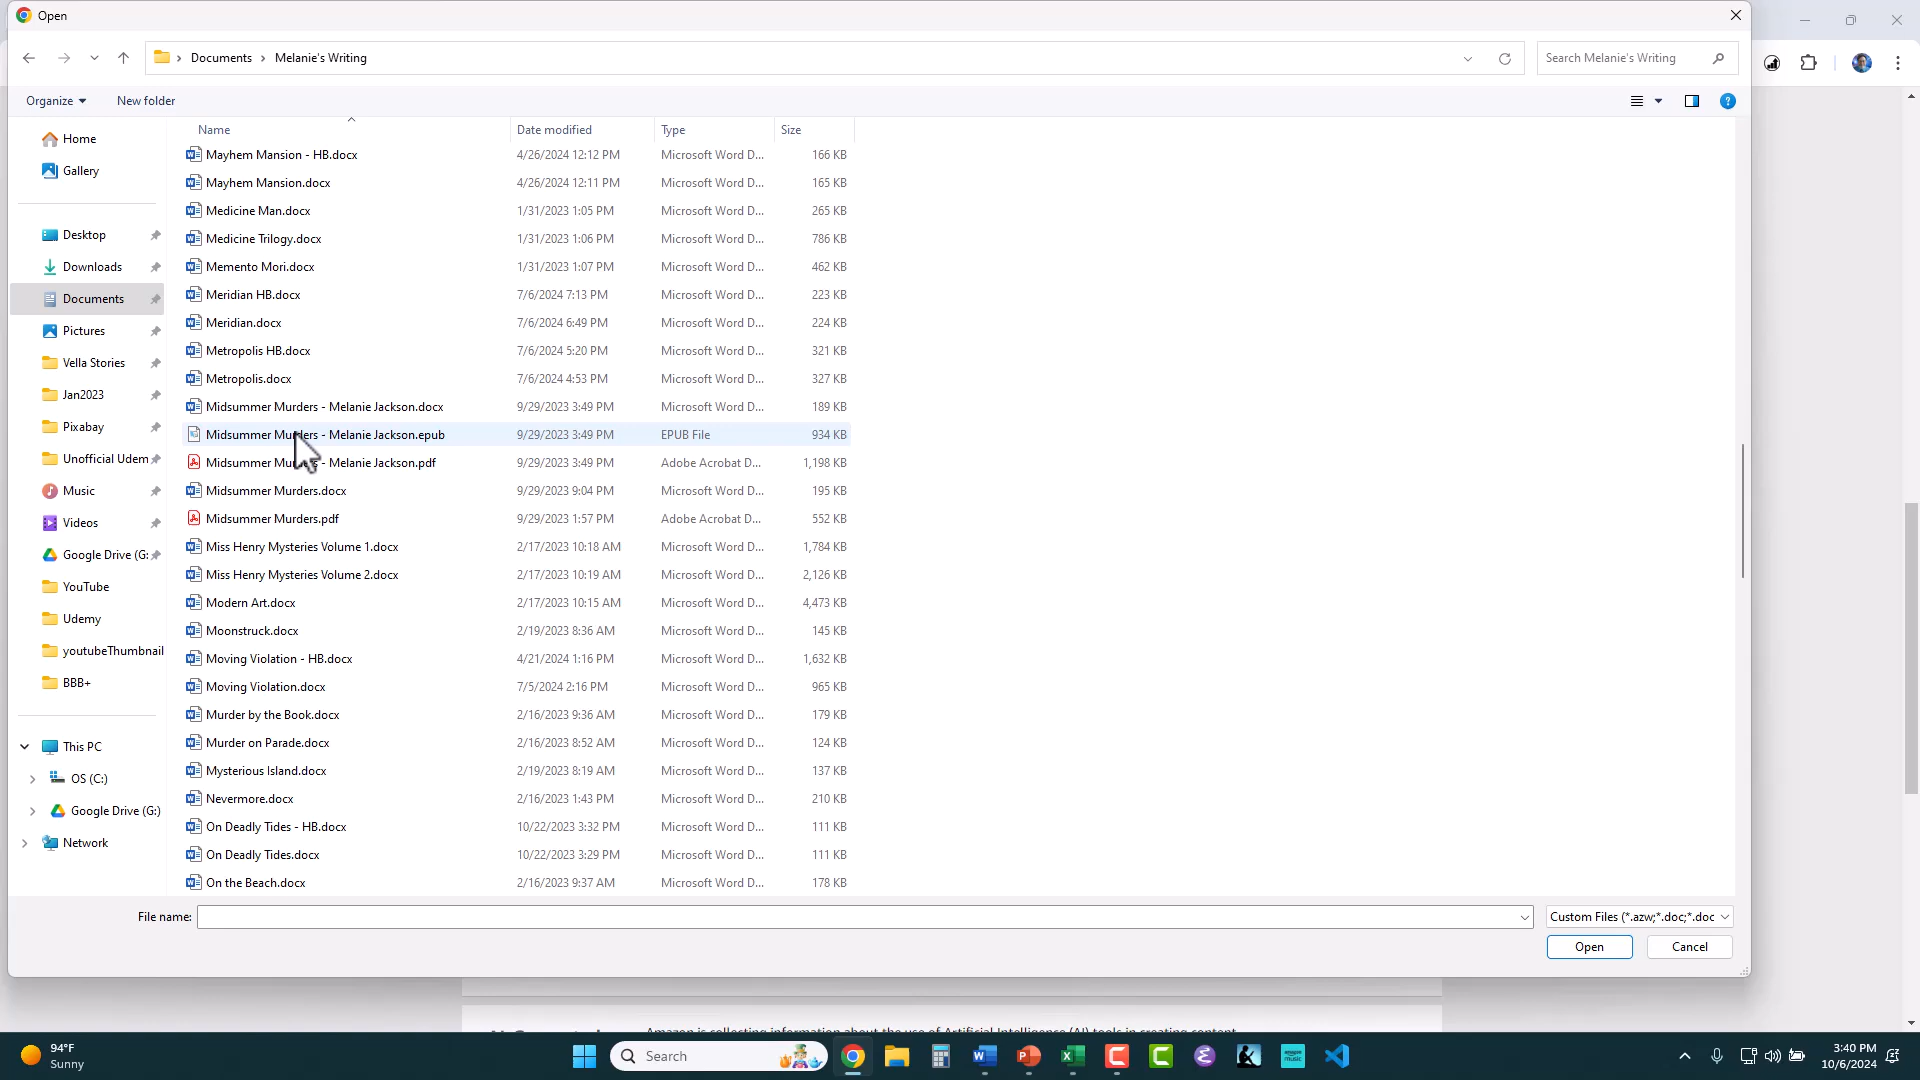 Open
Documents > Melanie's Writing
Search Melanie's Writing
Organize
New folder
Name Date modified Type Size
Mayhem Mansion - HB.docx 4/26/2024 12:12 PM Microsoft Word D... 166 KB
Mayhem Mansion.docx 4/26/2024 12:11 PM Microsoft Word D... 165 KB
Medicine Man.docx 1/31/2023 1:05 PM Microsoft Word D... 265 KB
Medicine Trilogy.docx 1/31/2023 1:06 PM Microsoft Word D... 786 KB
Memento Mori.docx 1/31/2023 1:07 PM Microsoft Word D... 462 KB
Meridian HB.docx 7/6/2024 7:13 PM Microsoft Word D... 223 KB
Meridian.docx 7/6/2024 6:49 PM Microsoft Word D... 224 KB
Metropolis HB.docx 7/6/2024 5:20 PM Microsoft Word D... 321 KB
Metropolis.docx 7/6/2024 4:53 PM Microsoft Word D... 327 KB
Midsummer Murders - Melanie Jackson.docx 9/29/2023 3:49 PM Microsoft Word D... 189 KB
Midsummer Murders - Melanie Jackson.epub 9/29/2023 3:49 PM EPUB File 934 KB
Midsummer Murders - Melanie Jackson.pdf 9/29/2023 3:49 PM Adobe Acrobat D... 1,198 KB
Midsummer Murders.docx 9/29/2023 9:04 PM Microsoft Word D... 195 KB
Midsummer Murders.pdf 9/29/2023 1:57 PM Adobe Acrobat D... 552 KB
Miss Henry Mysteries Volume 1.docx 2/17/2023 10:18 AM Microsoft Word D... 1,784 KB
Miss Henry Mysteries Volume 2.docx 2/17/2023 10:19 AM Microsoft Word D... 2,126 KB
Modern Art.docx 2/17/2023 10:15 AM Microsoft Word D... 4,473 KB
Moonstruck.docx 2/19/2023 8:36 AM Microsoft Word D... 145 KB
Moving Violation - HB.docx 4/21/2024 1:16 PM Microsoft Word D... 1,632 KB
Moving Violation.docx 7/5/2024 2:16 PM Microsoft Word D... 965 KB
Murder by the Book.docx 2/16/2023 9:36 AM Microsoft Word D... 179 KB
Murder on Parade.docx 2/16/2023 8:52 AM Microsoft Word D... 124 KB
Mysterious Island.docx 2/19/2023 8:19 AM Microsoft Word D... 137 KB
Nevermore.docx 2/16/2023 1:43 PM Microsoft Word D... 210 KB
On Deadly Tides - HB.docx 10/22/2023 3:32 PM Microsoft Word D... 111 KB
On Deadly Tides.docx 10/22/2023 3:29 PM Microsoft Word D... 111 KB
On the Beach.docx 2/16/2023 9:37 AM Microsoft Word D... 178 KB
Home
Gallery
Desktop
Downloads
Documents
Pictures
Vella Stories
Jan2023
Pixabay
Unofficial Udem
Music
Videos
Google Drive (G:
YouTube
Udemy
youtubeThumbnail
BBB+
This PC
OS (C:)
Google Drive (G:)
Network
File name:
Custom Files (*.azw;*.doc;*.doc
Open
Cancel
Amazon is collecting information about the use of Artificial Intelligence (AI) tools in creating content
94°F
Sunny
Search
3:40 PM
10/6/2024